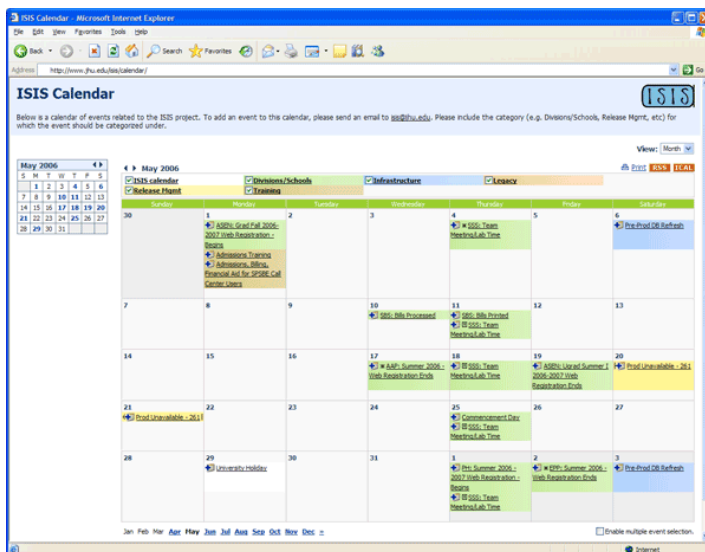 ISIS Calendar - Microsoft Internet Explorer
File Edit View Favorites Tools Help
Back Search Favorites
Address http://www.jhu.edu/isis/calendar/ Go
ISIS Calendar
ISIS
Below is a calendar of events related to the ISIS project. To add an event to this calendar, please send an email to isis@jhu.edu. Please include the category (e.g. Divisions/Schools, Release Mgmt, etc) for
which the event should be categorized under.
View: Month
May 2006
S M T W T F S
1 2 3 4 5 6
7 8 9 10 11 12 13
14 15 16 17 18 19 20
21 22 23 24 25 26 27
28 29 30 31
May 2006
Print RSS ICAL
ISIS calendar Divisions/Schools Infrastructure Legacy
Release Mgmt Training
Sunday Monday Tuesday Wednesday Thursday Friday Saturday
30 1 2 3 4 5 6
ASEN: Grad Fall 2006-
2007 Web Registration -
Begins
Admissions Training
Admissions, Billing,
Financial Aid for SPSBE Call
Center Users
SSS: Team
Meeting/Lab Time
Pre-Prod DB Refresh
7 8 9 10 11 12 13
SBS: Bills Processed
SBS: Bills Printed
SSS: Team
Meeting/Lab Time
14 15 16 17 18 19 20
AAP: Summer 2006 -
Web Registration Ends
SSS: Team
Meeting/Lab Time
ASEN: Ugrad Summer I
2006-2007 Web
Registration Ends
Prod Unavailable - 261
21 22 23 24 25 26 27
Prod Unavailable - 261
Commencement Day
SSS: Team
Meeting/Lab Time
28 29 30 31 1 2 3
University Holiday
PH: Summer 2006 -
2007 Web Registration -
Begins
SSS: Team
Meeting/Lab Time
EPP: Summer 2006 -
Web Registration Ends
Pre-Prod DB Refresh
Jan Feb Mar Apr May Jun Jul Aug Sep Oct Nov Dec »
Enable multiple event selection.
Internet